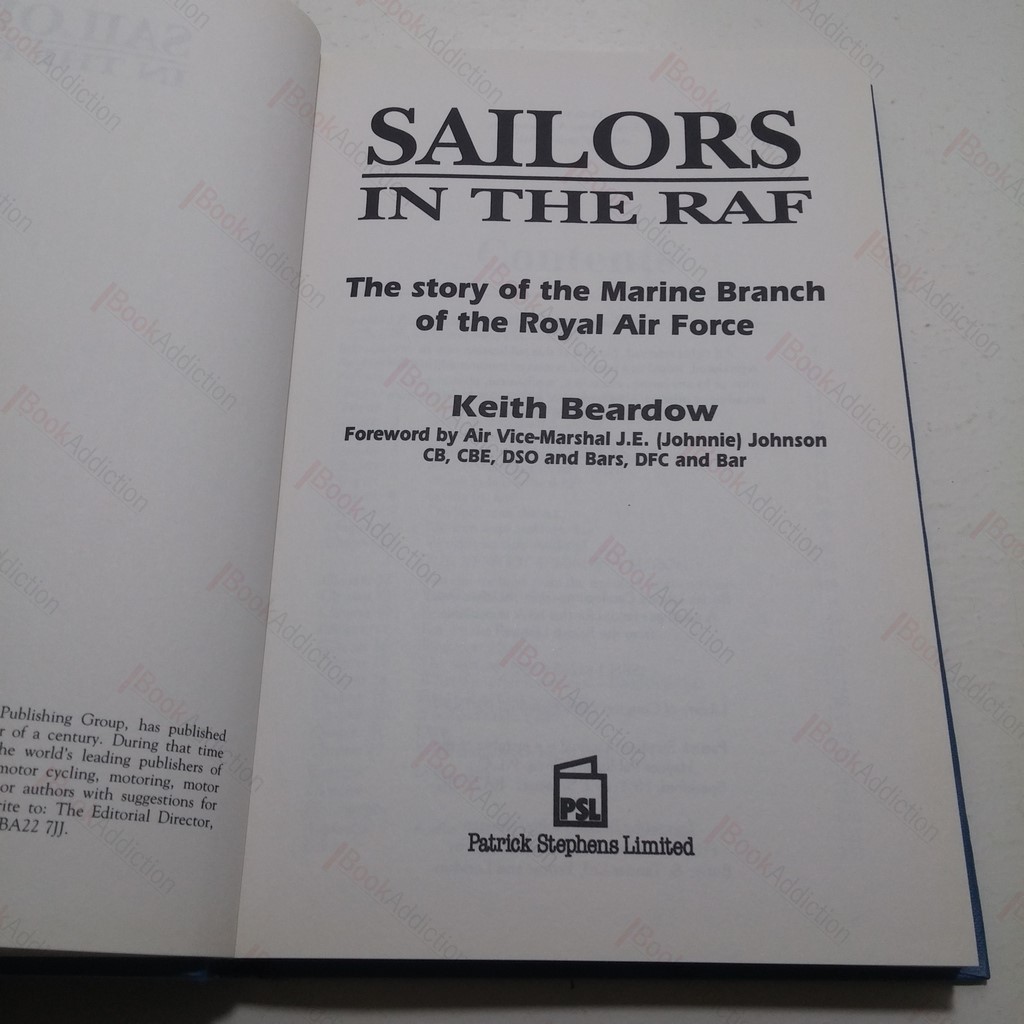 Publishing Group, has published
of a century. During that time
world's leading publishers of
motor cycling, motoring, motor
or authors with suggestions for
to: The Editorial Director,
BA22 7JJ.
SAILORS
IN THE RAF
The story of the Marine Branch
of the Royal Air Force
Keith Beardow
Foreword by Air Vice-Marshal J.E. (Johnnie) Johnson
CB, CBE, DSO and Bars, DFC and Bar
PSL
Patrick Stephens Limited
BookAddiction